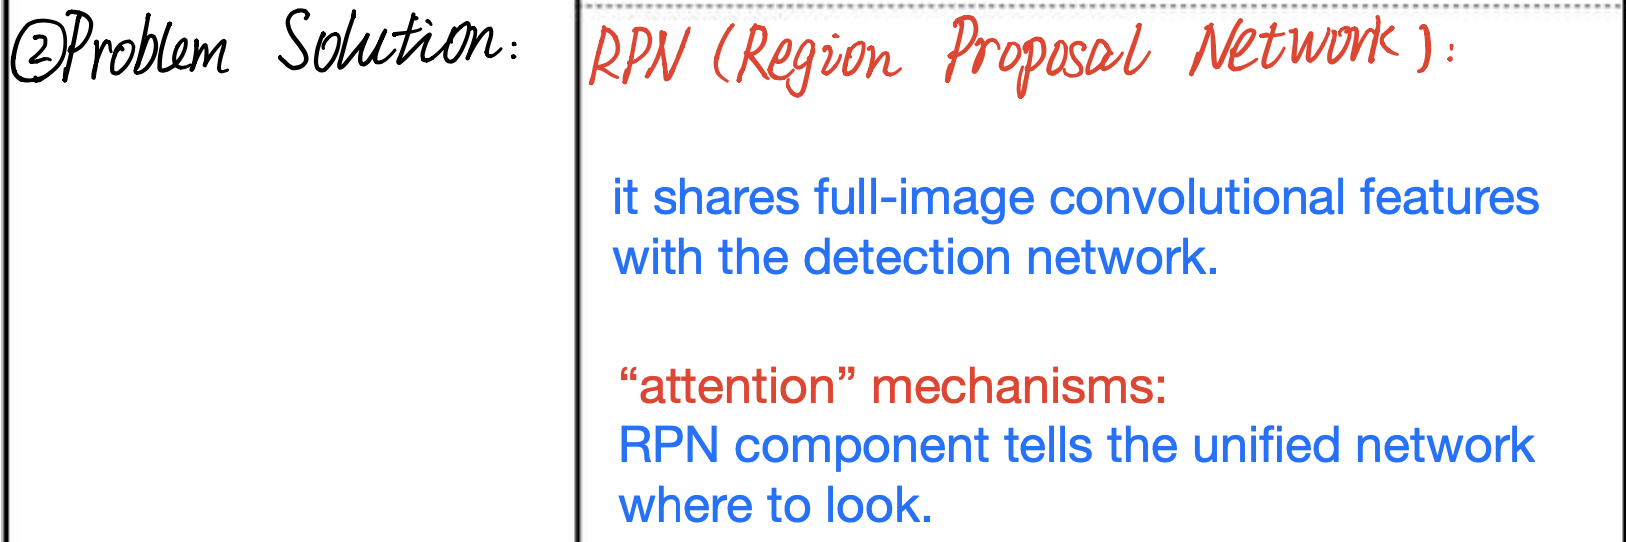 ②Problem Solution:
RPN (Region Proposal Network):
it shares full-image convolutional features
with the detection network.
“attention” mechanisms:
RPN component tells the unified network
where to look.